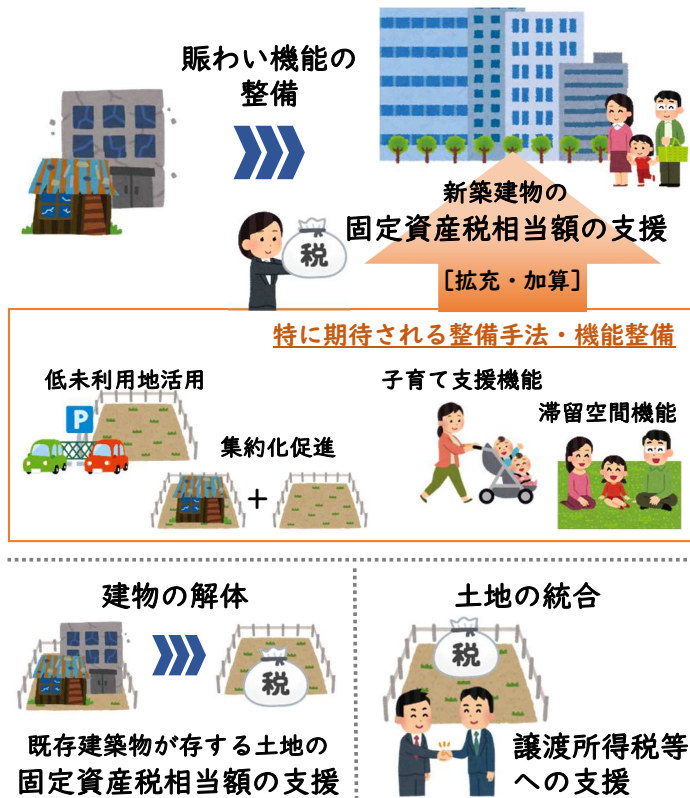 賑わい機能の
整備
新築建物の
固定資産税相当額の支援
税
[拡充・加算]
特に期待される整備手法・機能整備
低未利用地活用
P
集約化促進
+
子育て支援機能
滞留空間機能
建物の解体
税
既存建築物が存する土地の
固定資産税相当額の支援
土地の統合
税
譲渡所得税等
への支援